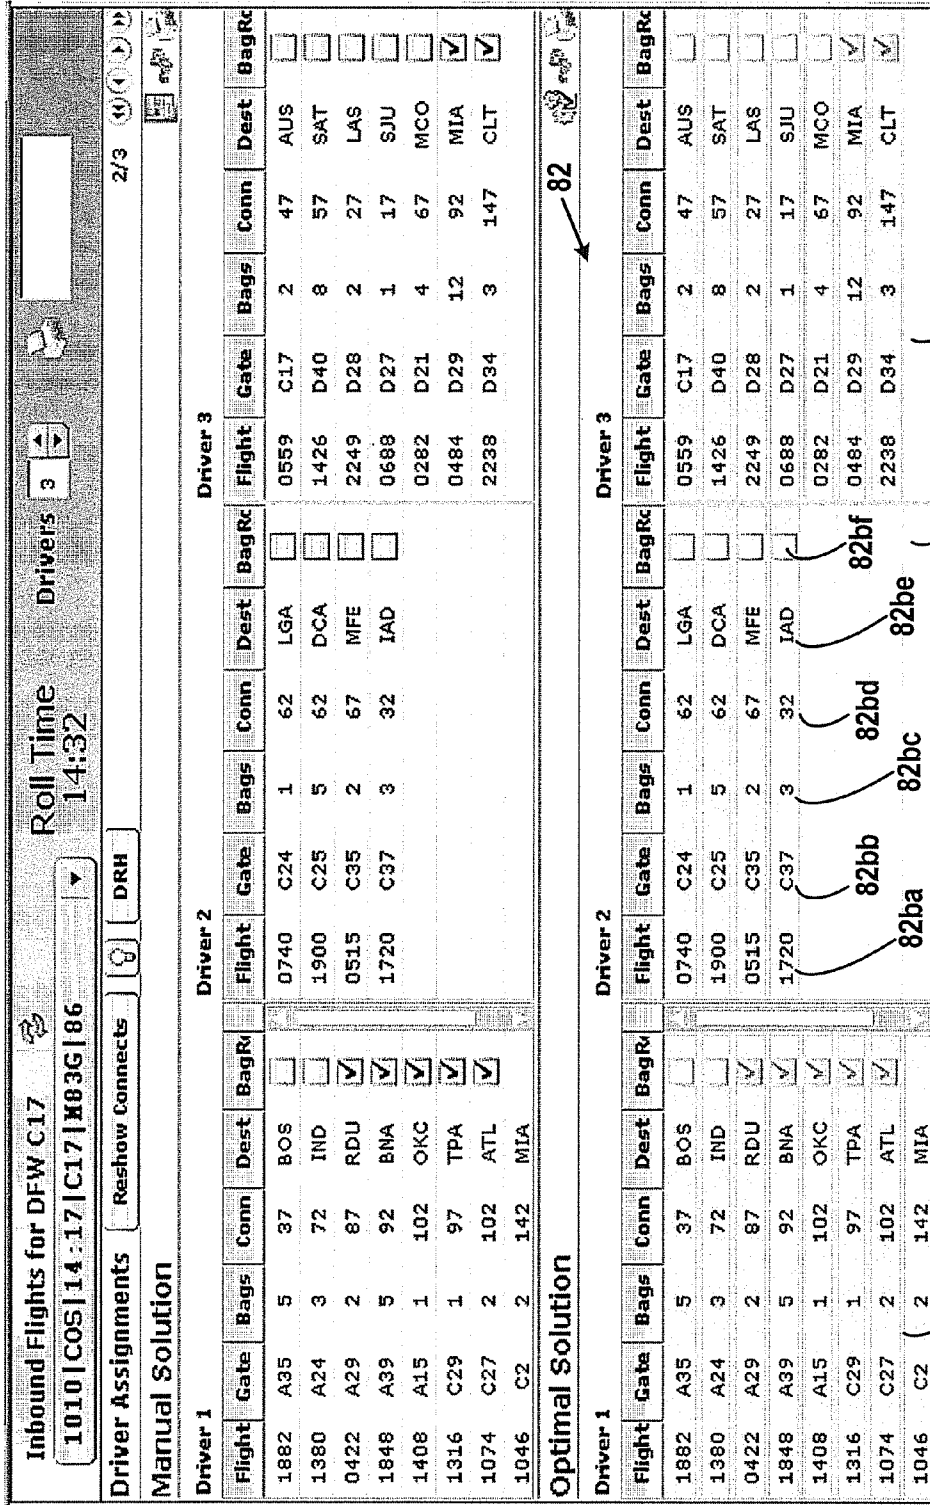 Inbound Flights for DFW C17
Roll Time
14:32
Drivers 3
1010|COS|14:17|C17|M83G|86
Driver Assignments Reshow Connects DRH 2/3
Manual Solution
Driver 1 Driver 2 Driver 3
Flight Gate Bags Conn Dest BagRc Flight Gate Bags Conn Dest BagRc Flight Gate Bags Conn Dest BagRc
1882 A35 5 37 BOS 0740 C24 1 62 LGA 0559 C17 2 47 AUS
1380 A24 3 72 IND 1900 C25 5 62 DCA 1426 D40 8 57 SAT
0422 A29 2 87 RDU 0515 C35 2 67 MFE 2249 D28 2 27 LAS
1848 A39 5 92 BNA 1720 C37 3 32 IAD 0688 D27 1 17 SJU
1408 A15 1 102 OKC 0282 D21 4 67 MCO
1316 C29 1 97 TPA 0484 D29 12 92 MIA
1074 C27 2 102 ATL 2238 D34 3 147 CLT
1046 C2 2 142 MIA
Optimal Solution
82
Driver 1 Driver 2 Driver 3
Flight Gate Bags Conn Dest BagRc Flight Gate Bags Conn Dest BagRc Flight Gate Bags Conn Dest BagRc
1882 A35 5 37 BOS 0740 C24 1 62 LGA 0559 C17 2 47 AUS
1380 A24 3 72 IND 1900 C25 5 62 DCA 1426 D40 8 57 SAT
0422 A29 2 87 RDU 0515 C35 2 67 MFE 2249 D28 2 27 LAS
1848 A39 5 92 BNA 1720 C37 3 32 IAD 0688 D27 1 17 SJU
1408 A15 1 102 OKC 0282 D21 4 67 MCO
1316 C29 1 97 TPA 0484 D29 12 92 MIA
1074 C27 2 102 ATL 2238 D34 3 147 CLT
1046 C2 2 142 MIA
82ba 82bb 82bc 82bd 82be 82bf